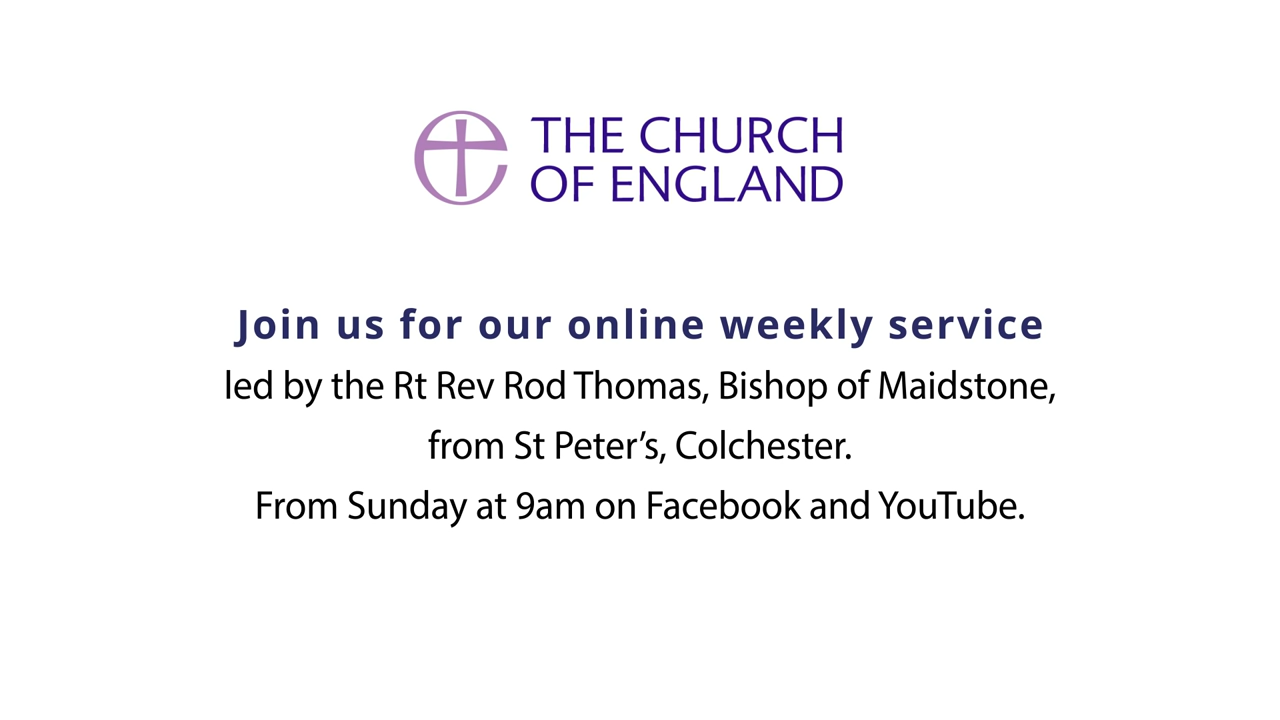 THE CHURCH
OF ENGLAND
Join us for our online weekly service
led by the Rt Rev Rod Thomas, Bishop of Maidstone,
from St Peter’s, Colchester.
From Sunday at 9am on Facebook and YouTube.